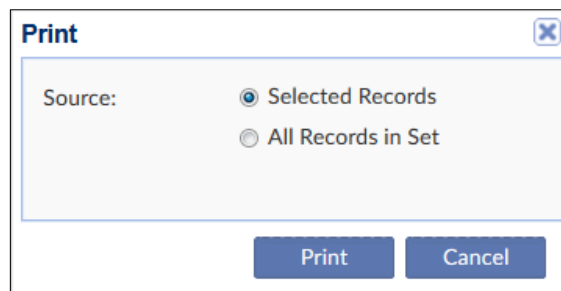 Print
Source:
Selected Records
All Records in Set
Print
Cancel